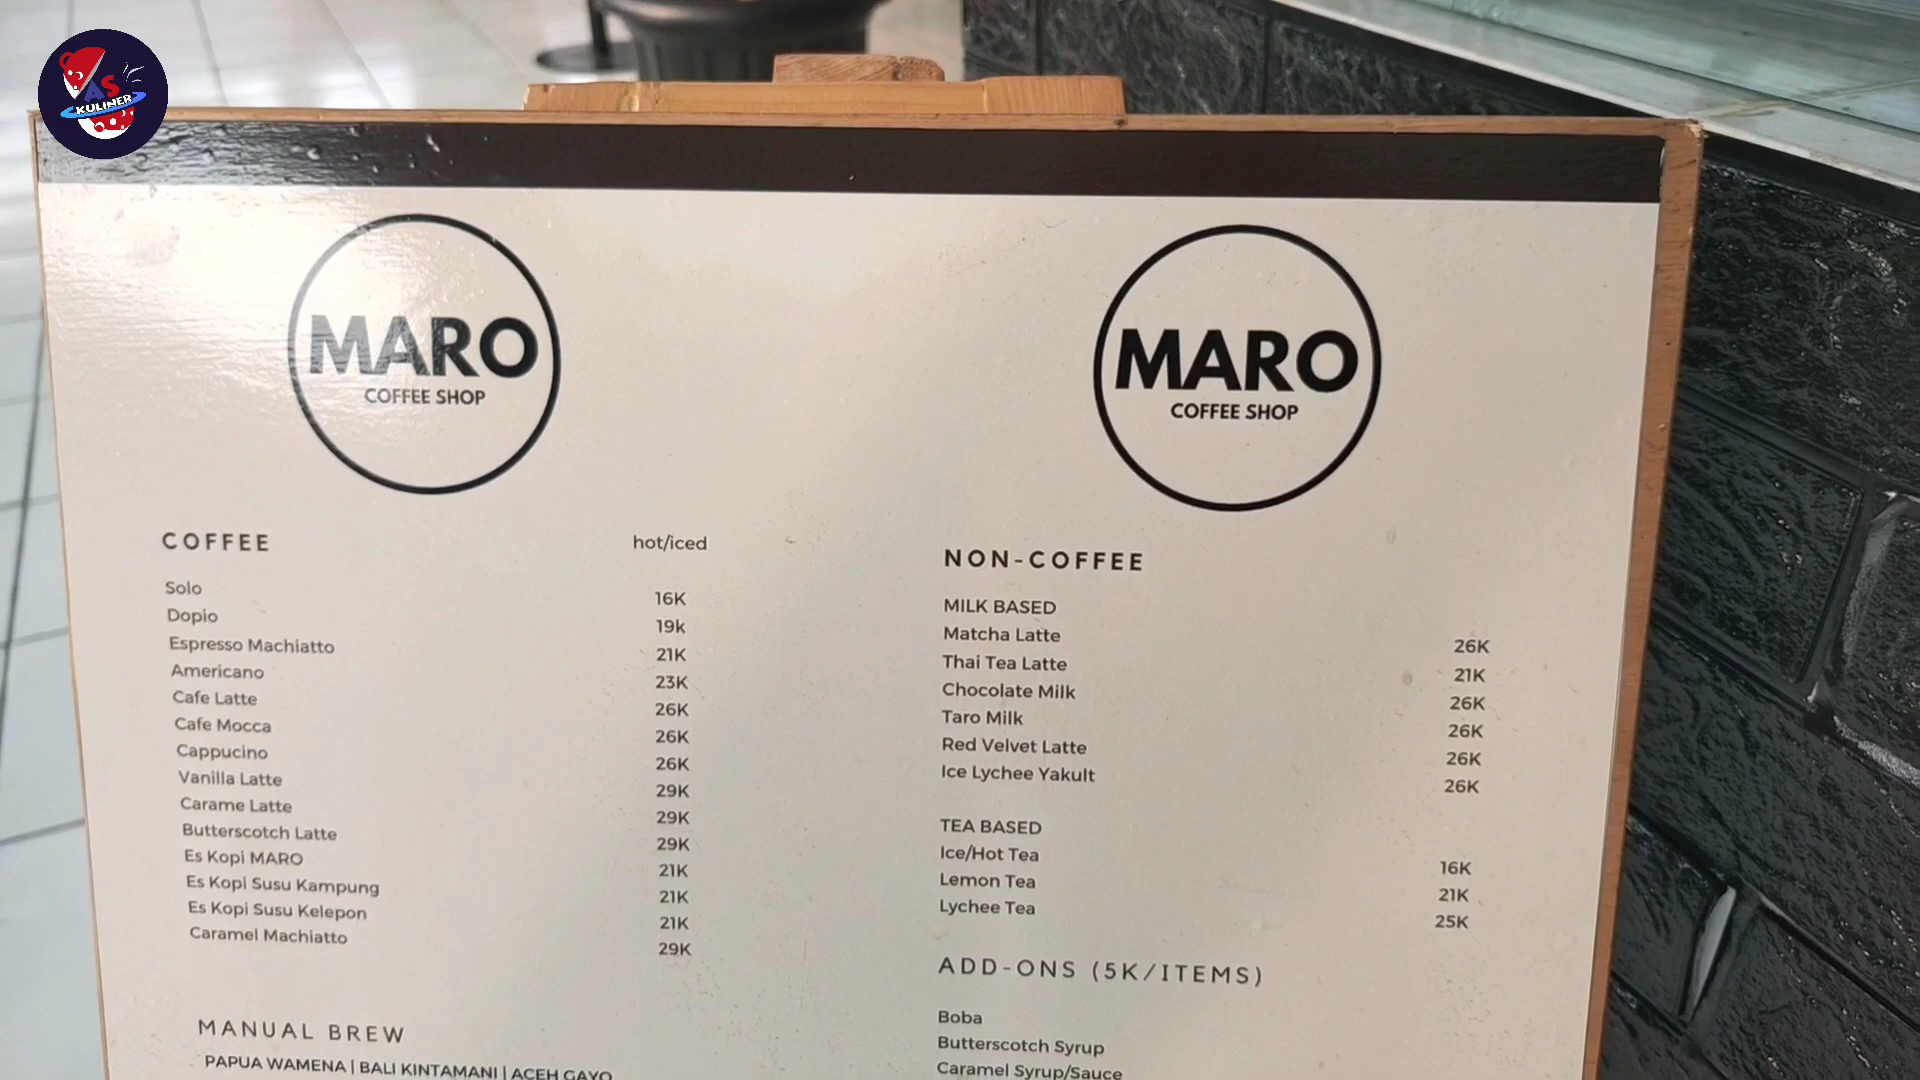 AS
KULINER
MARO
COFFEE SHOP
COFFEE hot/iced
Solo 16K
Dopio 19k
Espresso Machiatto 21K
Americano 23K
Cafe Latte 26K
Cafe Mocca 26K
Cappucino 26K
Vanilla Latte 29K
Carame Latte 29K
Butterscotch Latte 29K
Es Kopi MARO 21K
Es Kopi Susu Kampung 21K
Es Kopi Susu Kelepon 21K
Caramel Machiatto 29K
MANUAL BREW
PAPUA WAMENA | BALI KINTAMANI | ACEH GAYO
MARO
COFFEE SHOP
NON-COFFEE
MILK BASED
Matcha Latte 26K
Thai Tea Latte 21K
Chocolate Milk 26K
Taro Milk 26K
Red Velvet Latte 26K
Ice Lychee Yakult 26K
TEA BASED
Ice/Hot Tea 16K
Lemon Tea 21K
Lychee Tea 25K
ADD-ONS (5K/ITEMS)
Boba
Butterscotch Syrup
Caramel Syrup/Sauce